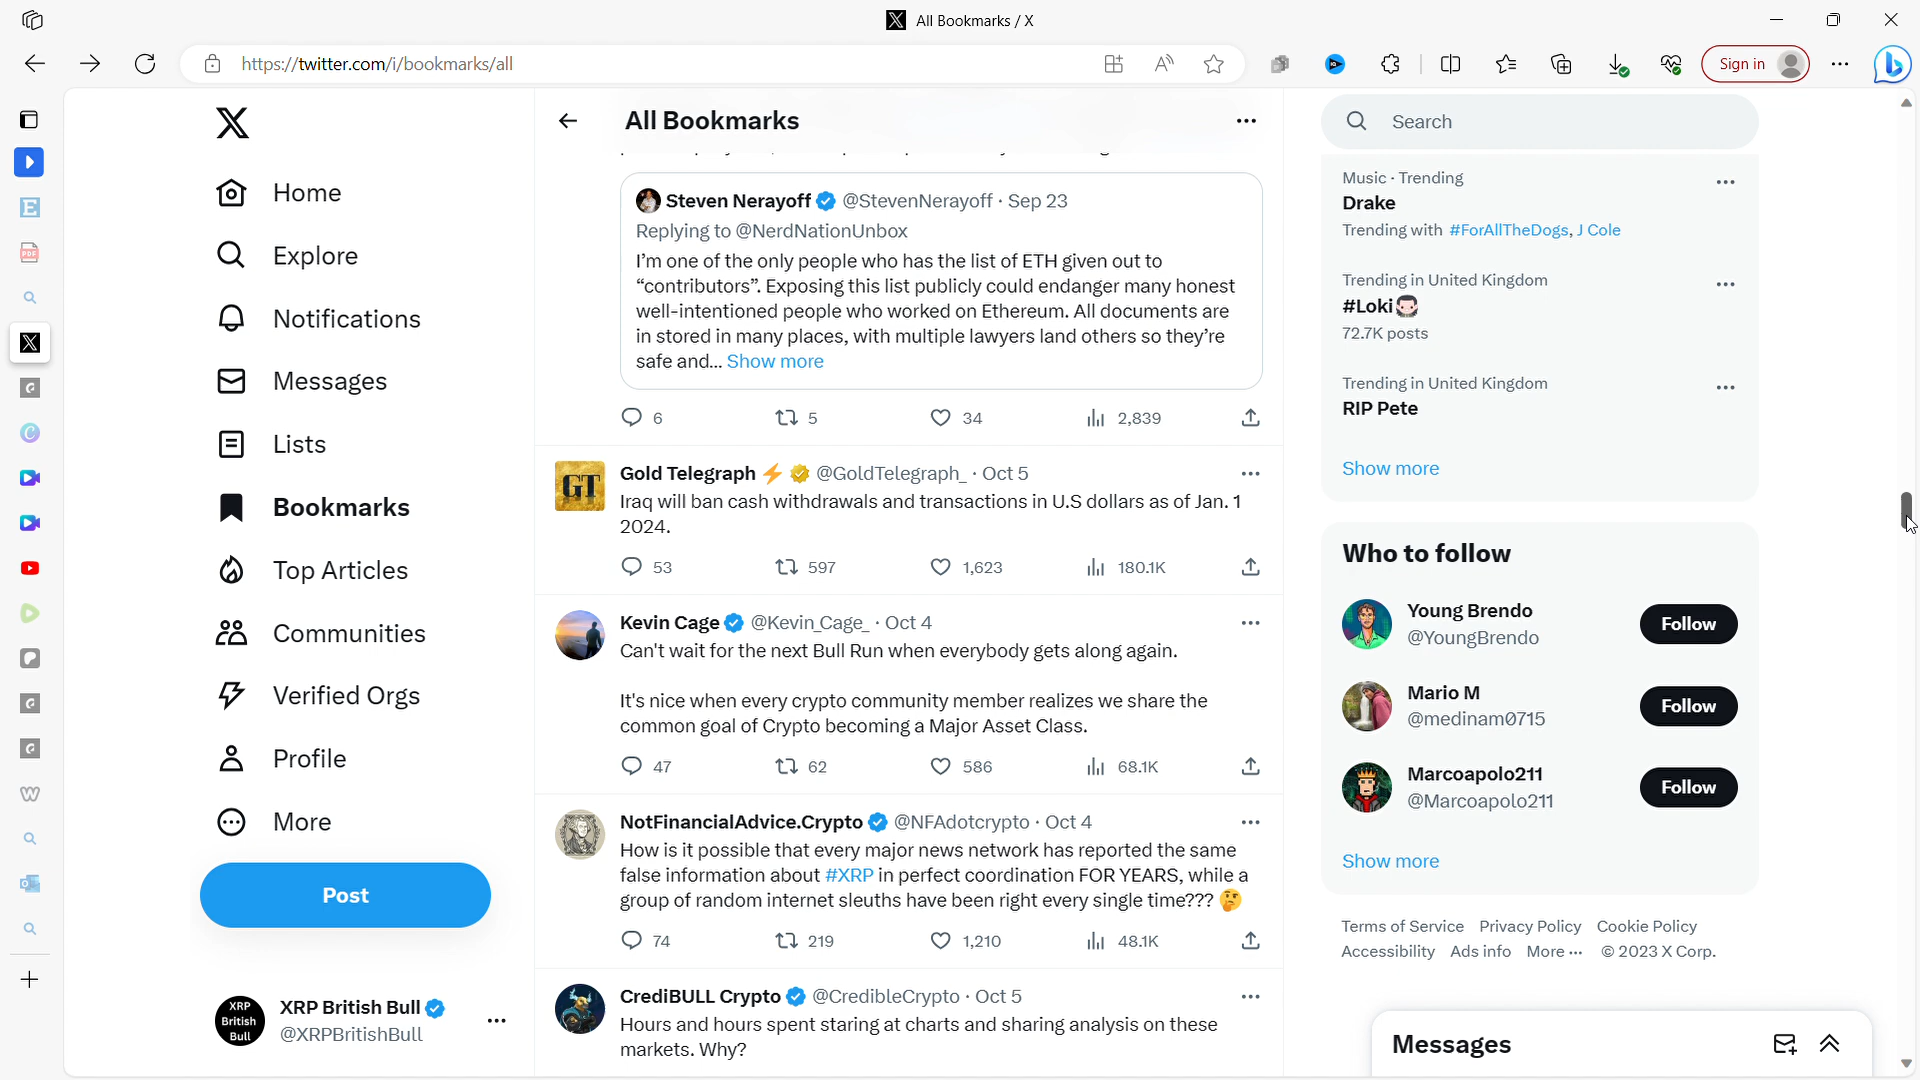 All Bookmarks / X
https://twitter.com/i/bookmarks/all
Sign in
Home
Explore
Notifications
Messages
Lists
Bookmarks
Top Articles
Communities
Verified Orgs
Profile
More
Post
XRP British Bull
XRP British Bull
@XRPBritishBull
All Bookmarks
Steven Nerayoff @StevenNerayoff · Sep 23
Replying to @NerdNationUnbox
I'm one of the only people who has the list of ETH given out to
“contributors”. Exposing this list publicly could endanger many honest
well-intentioned people who worked on Ethereum. All documents are
in stored in many places, with multiple lawyers land others so they're
safe and... Show more
6 5 34 2,839
GT
Gold Telegraph ⚡ @GoldTelegraph_ · Oct 5
Iraq will ban cash withdrawals and transactions in U.S dollars as of Jan. 1
2024.
53 597 1,623 180.1K
Kevin Cage @Kevin_Cage_ · Oct 4
Can't wait for the next Bull Run when everybody gets along again.
It's nice when every crypto community member realizes we share the
common goal of Crypto becoming a Major Asset Class.
47 62 586 68.1K
NotFinancialAdvice.Crypto @NFAdotcrypto · Oct 4
How is it possible that every major news network has reported the same
false information about #XRP in perfect coordination FOR YEARS, while a
group of random internet sleuths have been right every single time??? 🤔
74 219 1,210 48.1K
CrediBULL Crypto @CredibleCrypto · Oct 5
Hours and hours spent staring at charts and sharing analysis on these
markets. Why?
Search
Music · Trending
Drake
Trending with #ForAllTheDogs, J Cole
Trending in United Kingdom
#Loki
72.7K posts
Trending in United Kingdom
RIP Pete
Show more
Who to follow
Young Brendo
@YoungBrendo
Follow
Mario M
@medinam0715
Follow
Marcoapolo211
@Marcoapolo211
Follow
Show more
Terms of Service Privacy Policy Cookie Policy
Accessibility Ads info More ··· © 2023 X Corp.
Messages